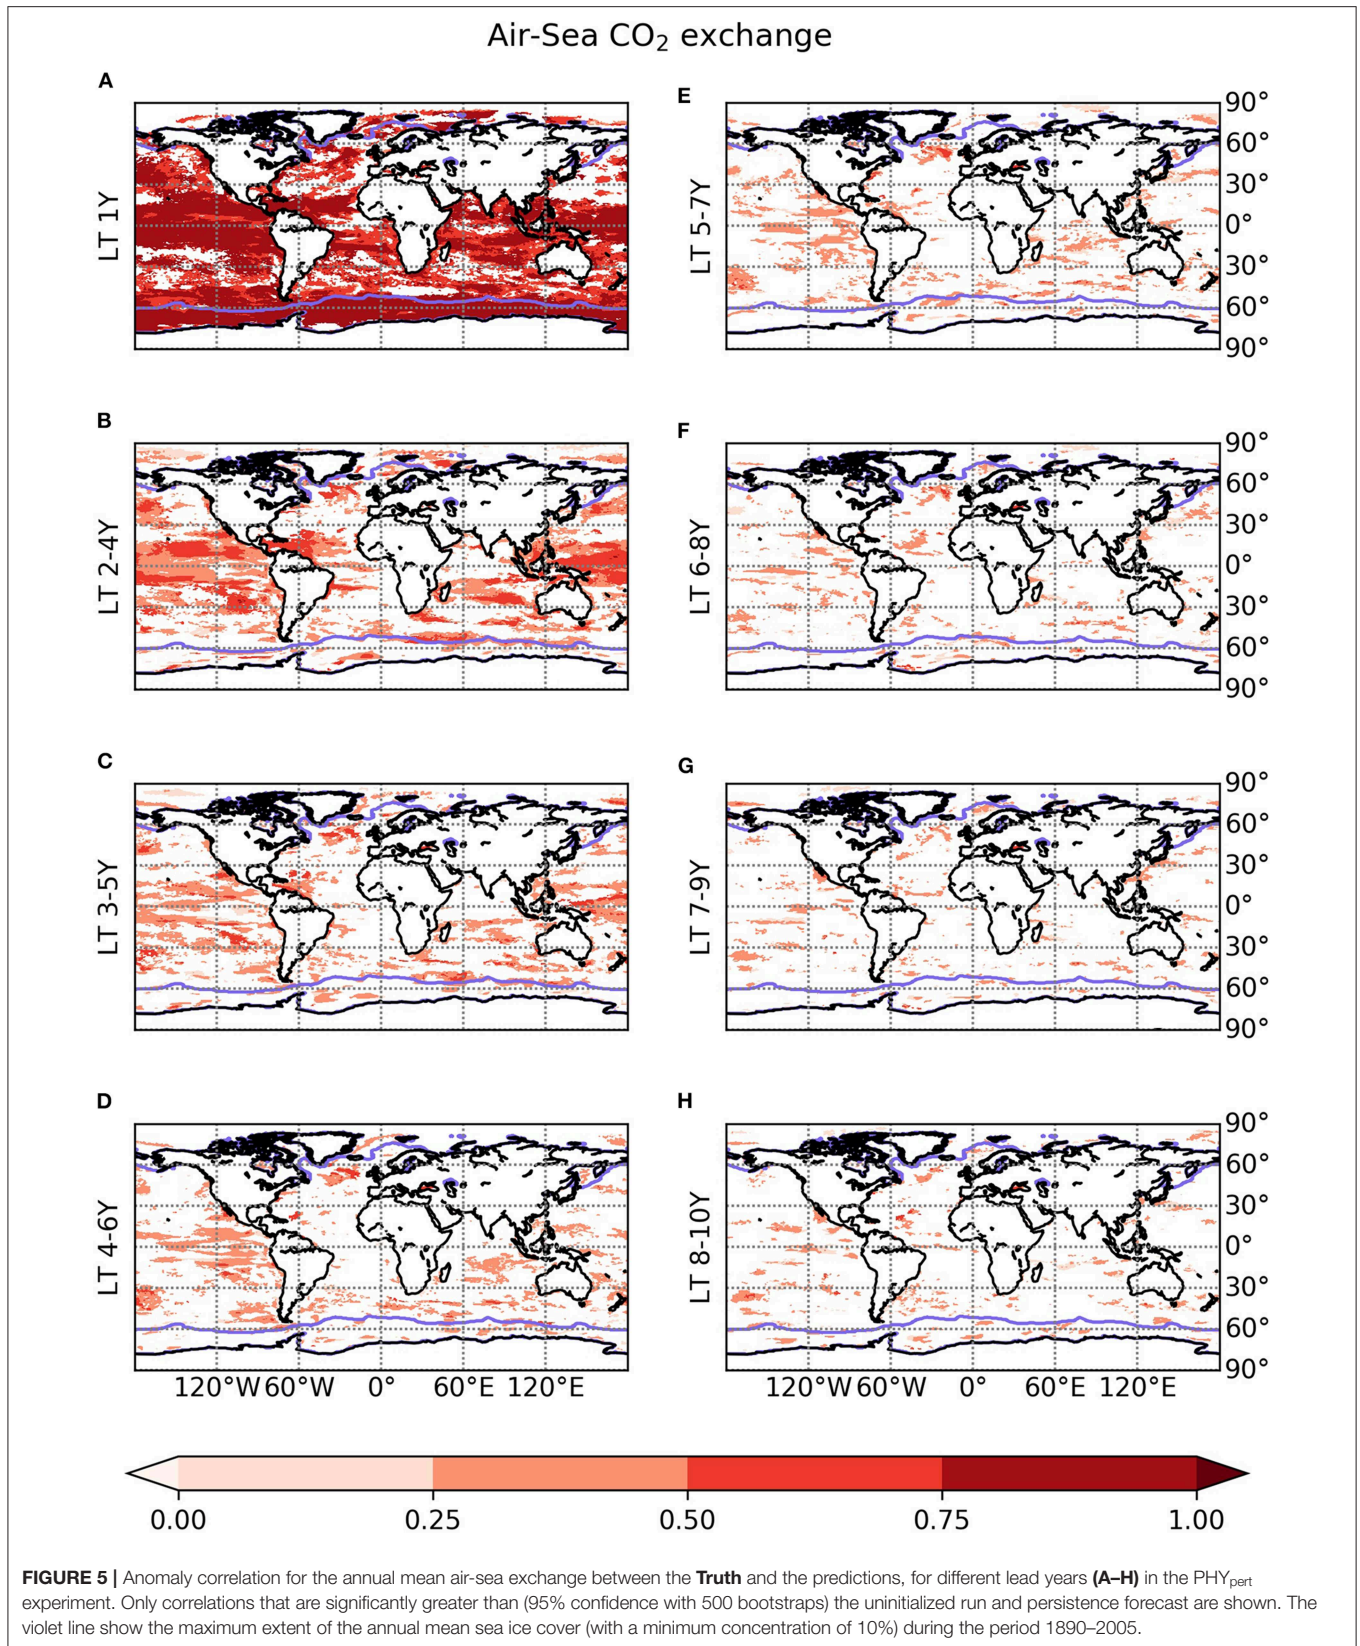 Air-Sea CO₂ exchange
A
LT 1Y
B
LT 2-4Y
C
LT 3-5Y
D
LT 4-6Y
120°W 60°W 0° 60°E 120°E
E
LT 5-7Y
90°
60°
30°
0°
30°
60°
90°
F
LT 6-8Y
90°
60°
30°
0°
30°
60°
90°
G
LT 7-9Y
90°
60°
30°
0°
30°
60°
90°
H
LT 8-10Y
90°
60°
30°
0°
30°
60°
90°
120°W 60°W 0° 60°E 120°E
0.00 0.25 0.50 0.75 1.00
FIGURE 5 | Anomaly correlation for the annual mean air-sea exchange between the Truth and the predictions, for different lead years (A–H) in the PHYpert
experiment. Only correlations that are significantly greater than (95% confidence with 500 bootstraps) the uninitialized run and persistence forecast are shown. The
violet line show the maximum extent of the annual mean sea ice cover (with a minimum concentration of 10%) during the period 1890–2005.